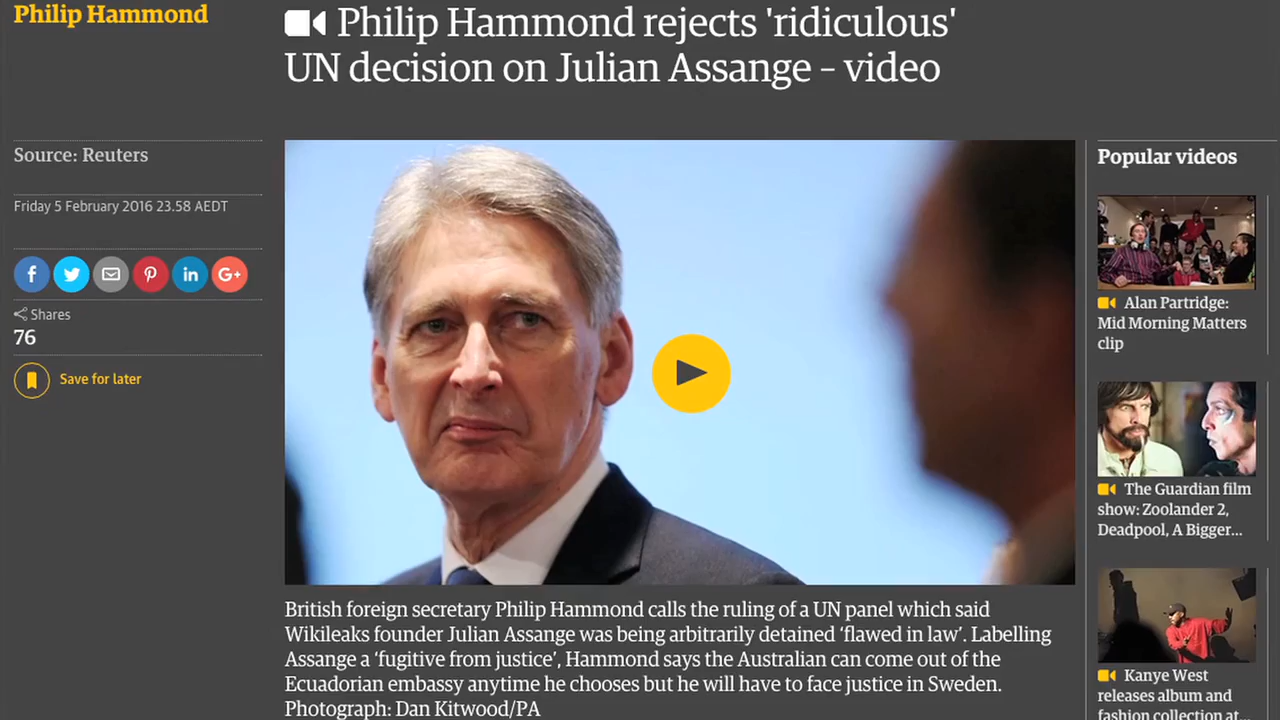 Philip Hammond
Philip Hammond rejects 'ridiculous'
UN decision on Julian Assange – video
Source: Reuters
Friday 5 February 2016 23.58 AEDT
Shares
76
Save for later
British foreign secretary Philip Hammond calls the ruling of a UN panel which said
Wikileaks founder Julian Assange was being arbitrarily detained ‘flawed in law’. Labelling
Assange a ‘fugitive from justice’, Hammond says the Australian can come out of the
Ecuadorian embassy anytime he chooses but he will have to face justice in Sweden.
Photograph: Dan Kitwood/PA
Popular videos
Alan Partridge:
Mid Morning Matters
clip
The Guardian film
show: Zoolander 2,
Deadpool, A Bigger...
Kanye West
releases album and
fashion collection at...